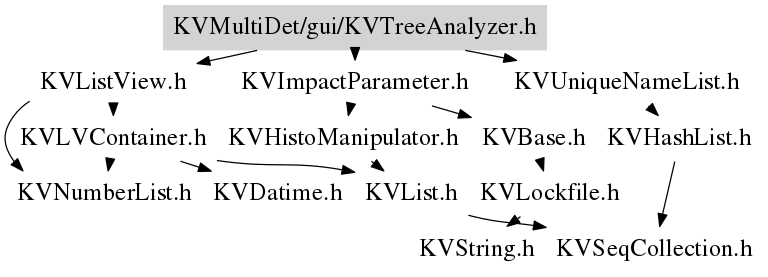 KVMultiDet/gui/KVTreeAnalyzer.h
KVListView.h KVImpactParameter.h KVUniqueNameList.h
KVLVContainer.h KVHistoManipulator.h KVBase.h KVHashList.h
KVNumberList.h KVDatime.h KVList.h KVLockfile.h
KVString.h KVSeqCollection.h